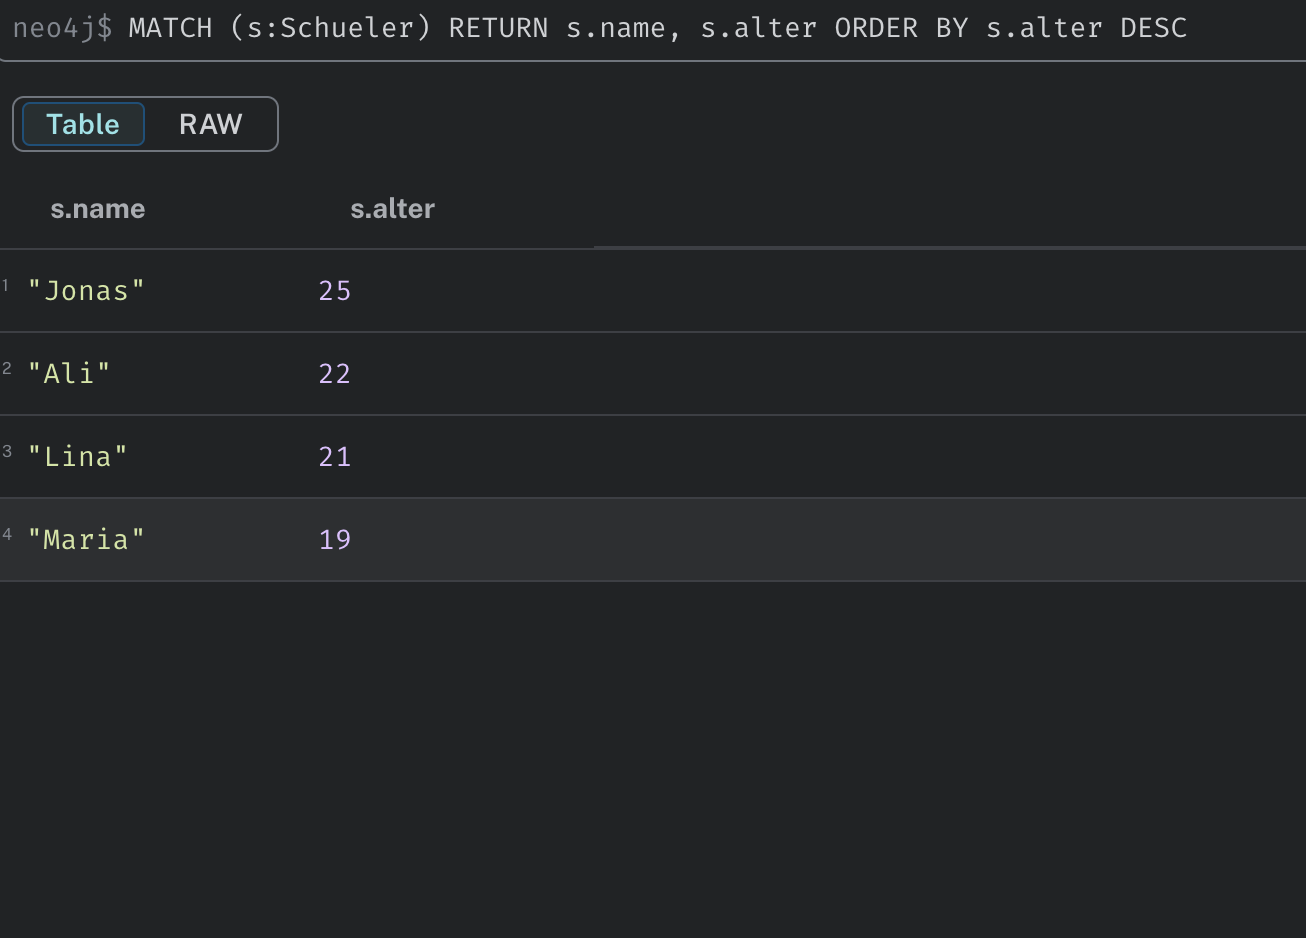 neo4j$ MATCH (s:Schueler) RETURN s.name, s.alter ORDER BY s.alter DESC
Table RAW
s.name s.alter
1 "Jonas" 25
2 "Ali" 22
3 "Lina" 21
4 "Maria" 19